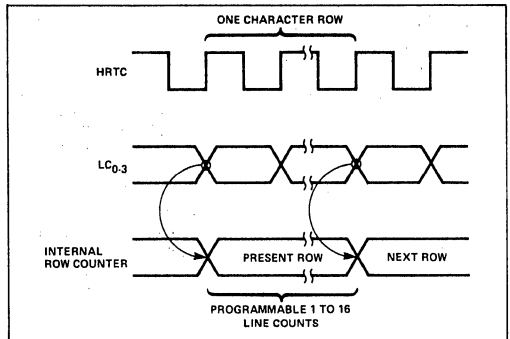 ONE CHARACTER ROW
HRTC
LC0-3
INTERNAL
ROW COUNTER
PRESENT ROW
NEXT ROW
PROGRAMMABLE 1 TO 16
LINE COUNTS